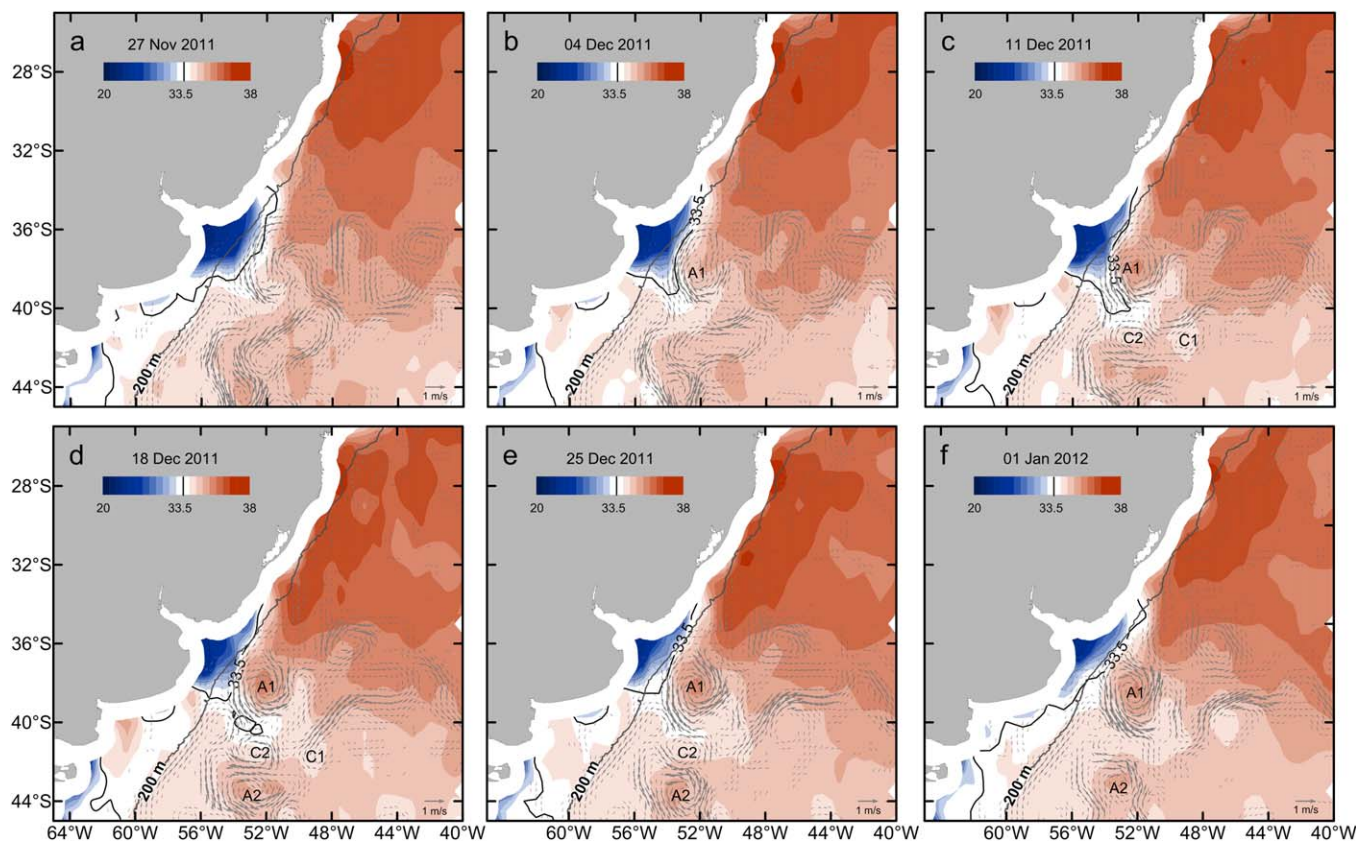 a
27 Nov 2011
20 33.5 38
200 m
1 m/s
b
04 Dec 2011
20 33.5 38
33.5
A1
200 m
1 m/s
c
11 Dec 2011
20 33.5 38
33.5
A1
C2 C1
200 m
1 m/s
28°S
32°S
36°S
40°S
44°S
d
18 Dec 2011
20 33.5 38
33.5
A1
C2 C1
A2
200 m
1 m/s
e
25 Dec 2011
20 33.5 38
33.5
A1
C2
A2
200 m
1 m/s
f
01 Jan 2012
20 33.5 38
33.5
A1
A2
200 m
1 m/s
28°S
32°S
36°S
40°S
44°S
64°W 60°W 56°W 52°W 48°W 40°W 60°W 56°W 52°W 48°W 40°W 60°W 56°W 52°W 48°W 40°W